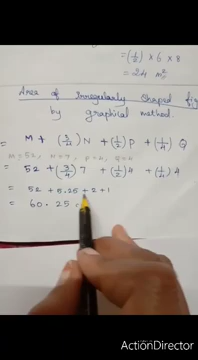 = (1/2) × 6 × 8
= 24 m²
Area of Irregularly Shaped fig
by graphical method.
= M + (3/4) N + (1/2) P + (1/4) Q
M = 52, N = 7, P = 4, Q = 4
= 52 + (3/4) 7 + (1/2) 4 + (1/4) 4
= 52 + 5.25 + 2 + 1
= 60.25
ActionDirector